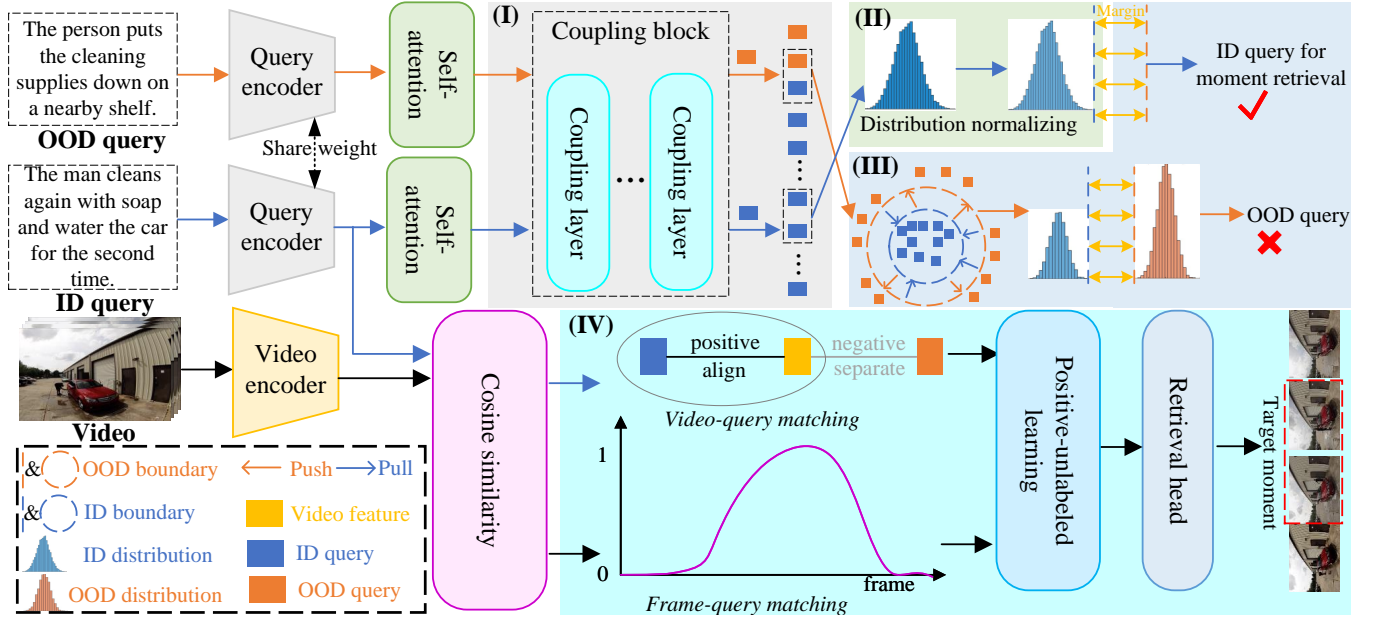 The person puts
the cleaning
supplies down on
a nearby shelf.
OOD query
The man cleans
again with soap
and water the car
for the second
time.
ID query
Video
Query
encoder
Share weight
Query
encoder
Video
encoder
Self-
attention
Self-
attention
(I)
Coupling block
Coupling layer
...
Coupling layer
(II)
Distribution normalizing
Margin
ID query for
moment retrieval
(III)
OOD query
Cosine similarity
(IV)
positive
align
negative
separate
Video-query matching
1
0
frame
Frame-query matching
Positive-unlabeled
learning
Retrieval head
Target moment
& OOD boundary
Push
Pull
& ID boundary
Video feature
ID distribution
ID query
OOD distribution
OOD query